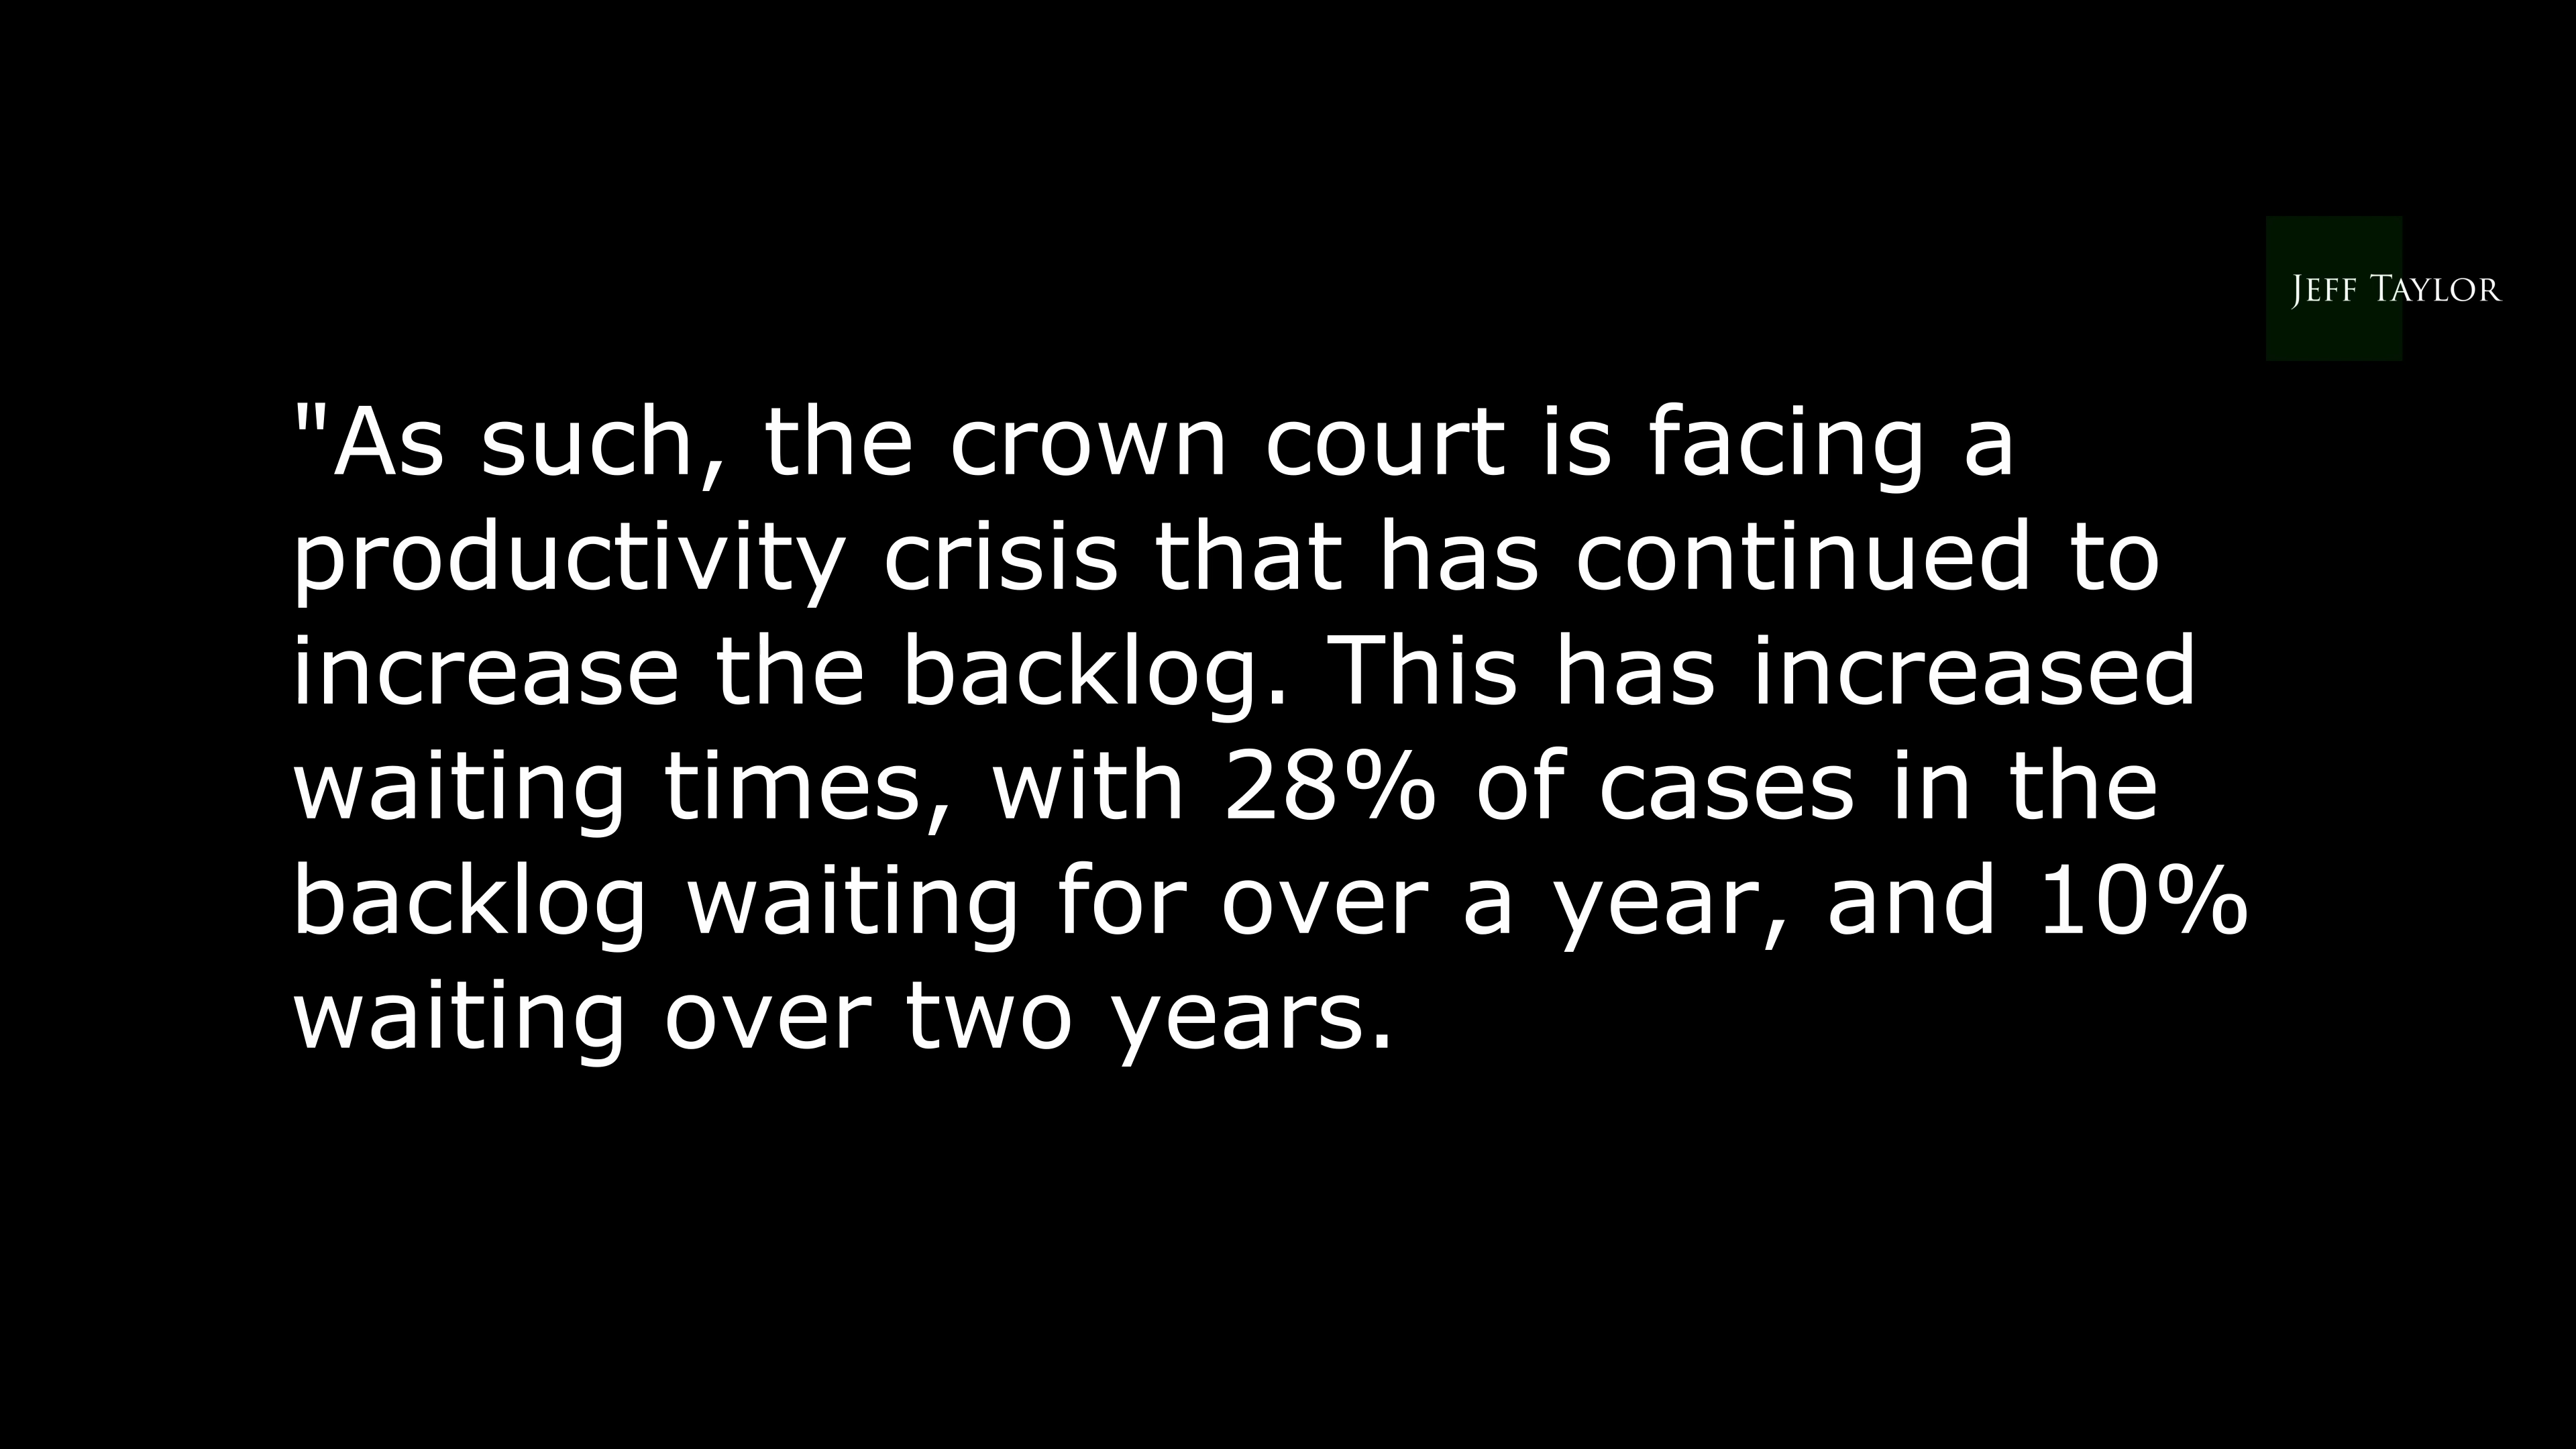 Jeff Taylor
"As such, the crown court is facing a
productivity crisis that has continued to
increase the backlog. This has increased
waiting times, with 28% of cases in the
backlog waiting for over a year, and 10%
waiting over two years.